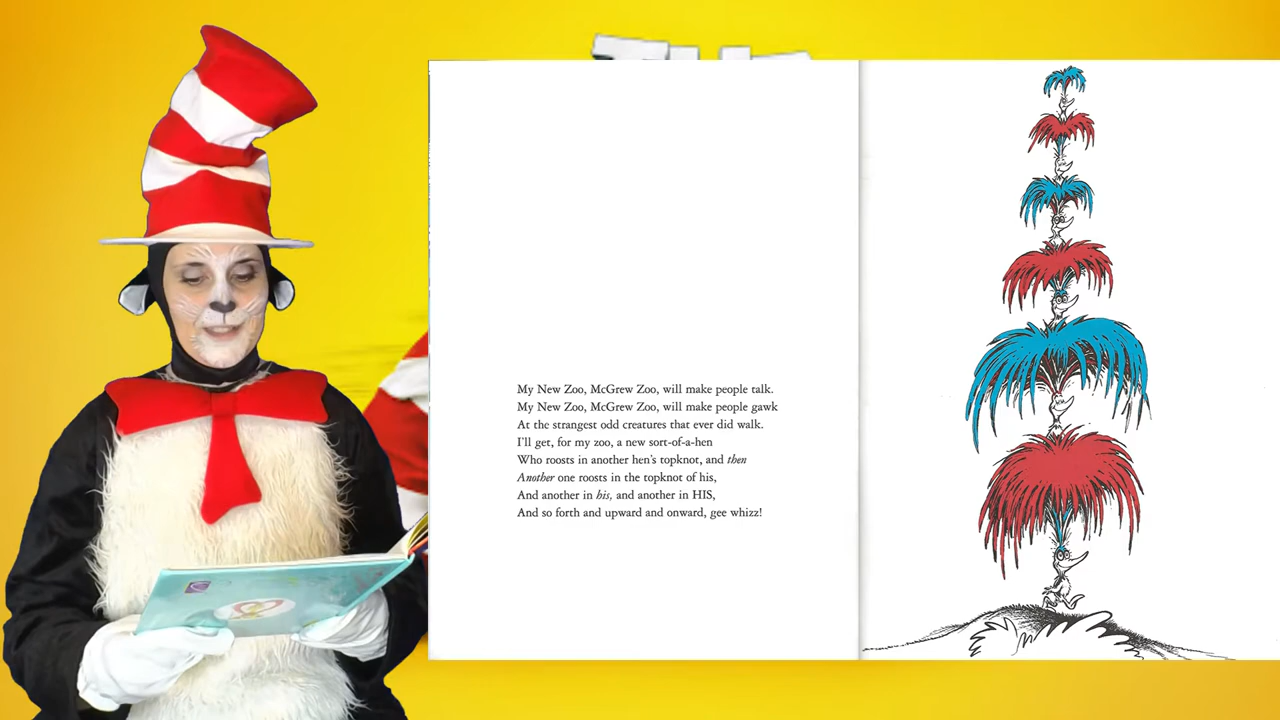 My New Zoo, McGrew Zoo, will make people talk.
My New Zoo, McGrew Zoo, will make people gawk
At the strangest odd creatures that ever did walk.
I'll get, for my zoo, a new sort-of-a-hen
Who roosts in another hen's topknot, and then
Another one roosts in the topknot of his,
And another in his, and another in HIS,
And so forth and upward and onward, gee whizz!